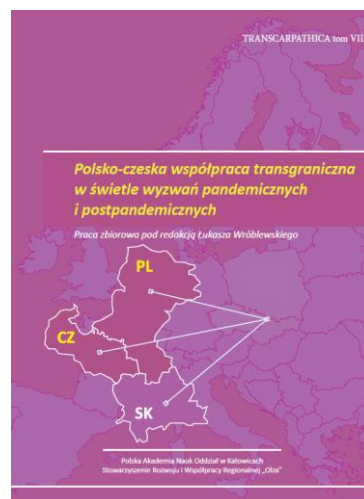 TRANSCARPATHICA tom VII
Polsko-czeska współpraca transgraniczna
w świetle wyzwań pandemicznych
i postpandemicznych
Praca zbiorowa pod redakcją Łukasza Wróblewskiego
PL
CZ
SK
Polska Akademia Nauk Oddział w Katowicach
Stowarzyszenie Rozwoju i Współpracy Regionalnej „Olza”